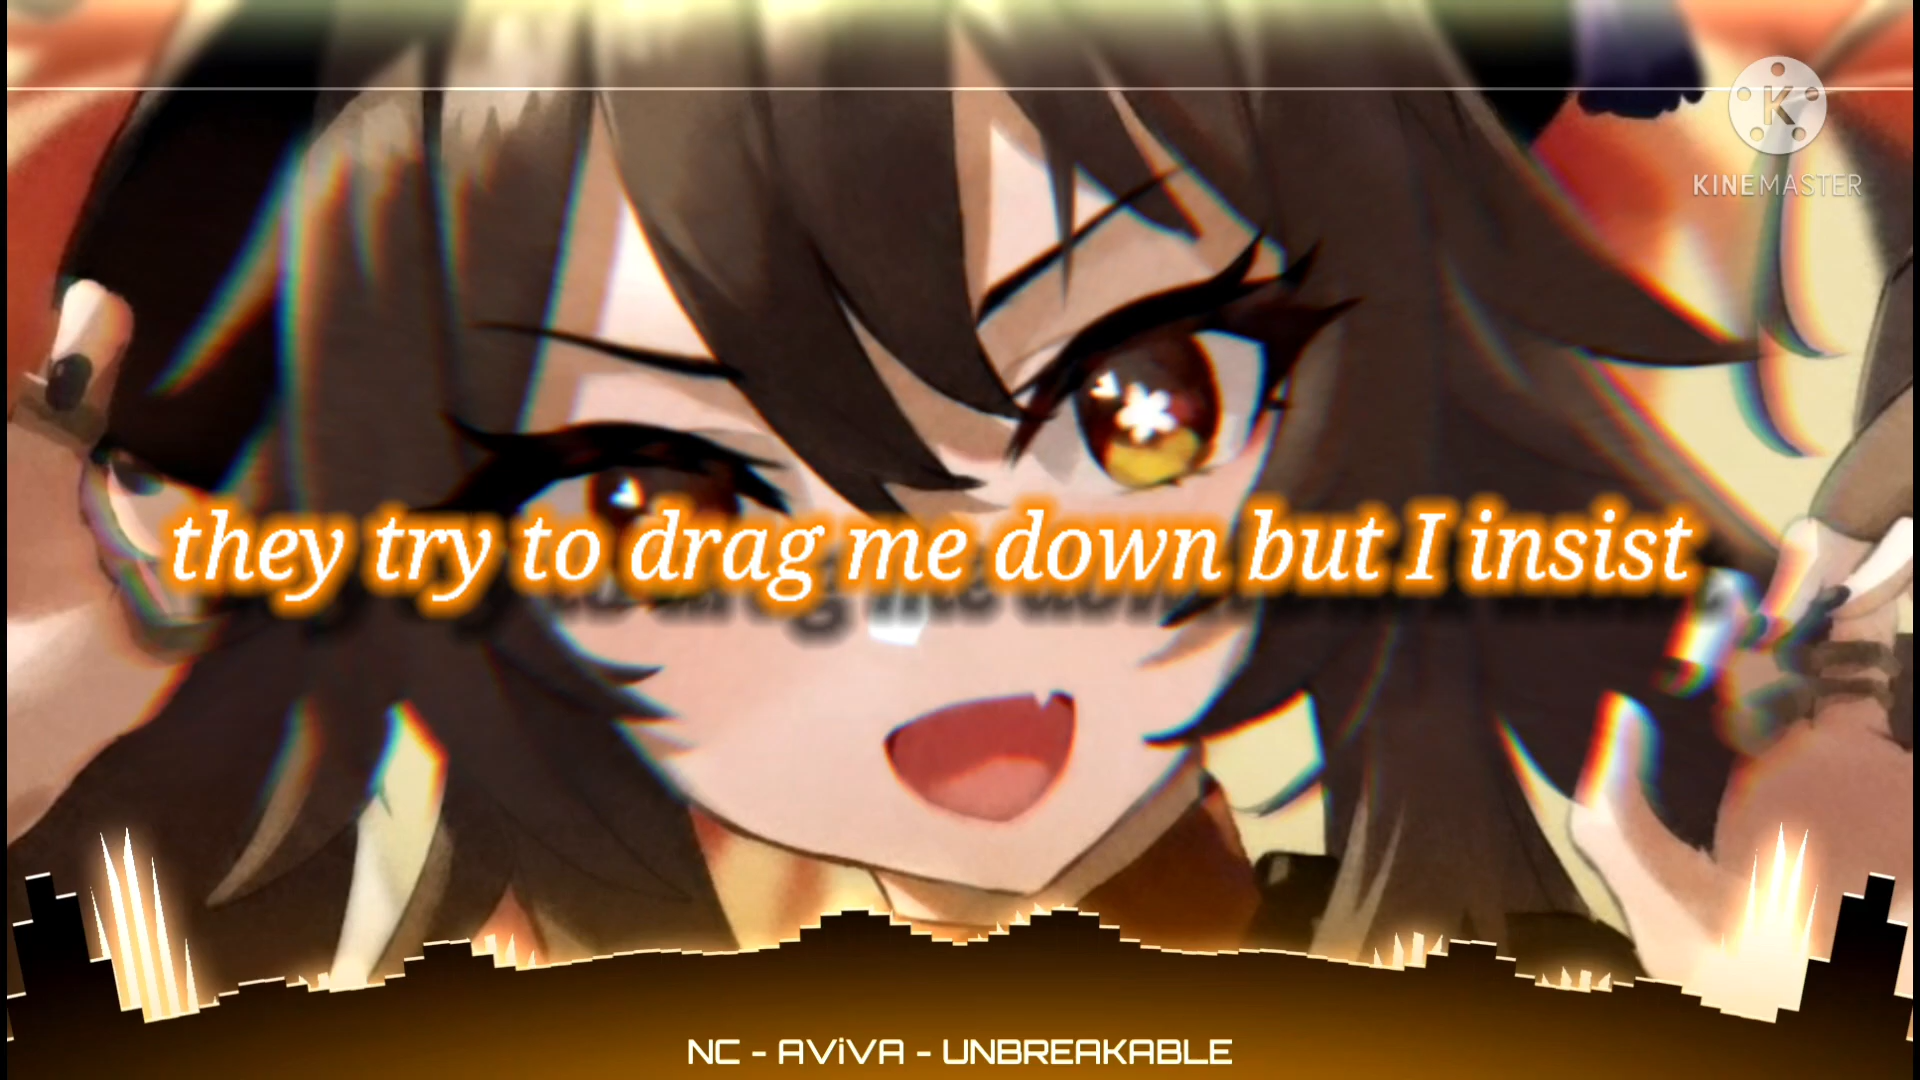 K
KINEMASTER
they try to drag me down but I insist
NC - AViVA - UNBREAKABLE